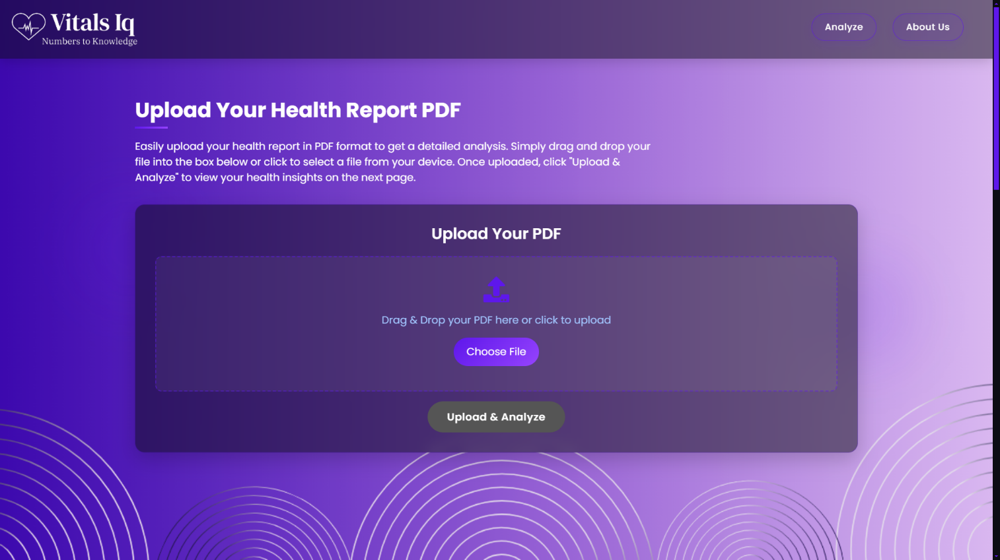 Vitals Iq
Numbers to Knowledge
Analyze
About Us
Upload Your Health Report PDF
Easily upload your health report in PDF format to get a detailed analysis. Simply drag and drop your
file into the box below or click to select a file from your device. Once uploaded, click "Upload &
Analyze" to view your health insights on the next page.
Upload Your PDF
Drag & Drop your PDF here or click to upload
Choose File
Upload & Analyze